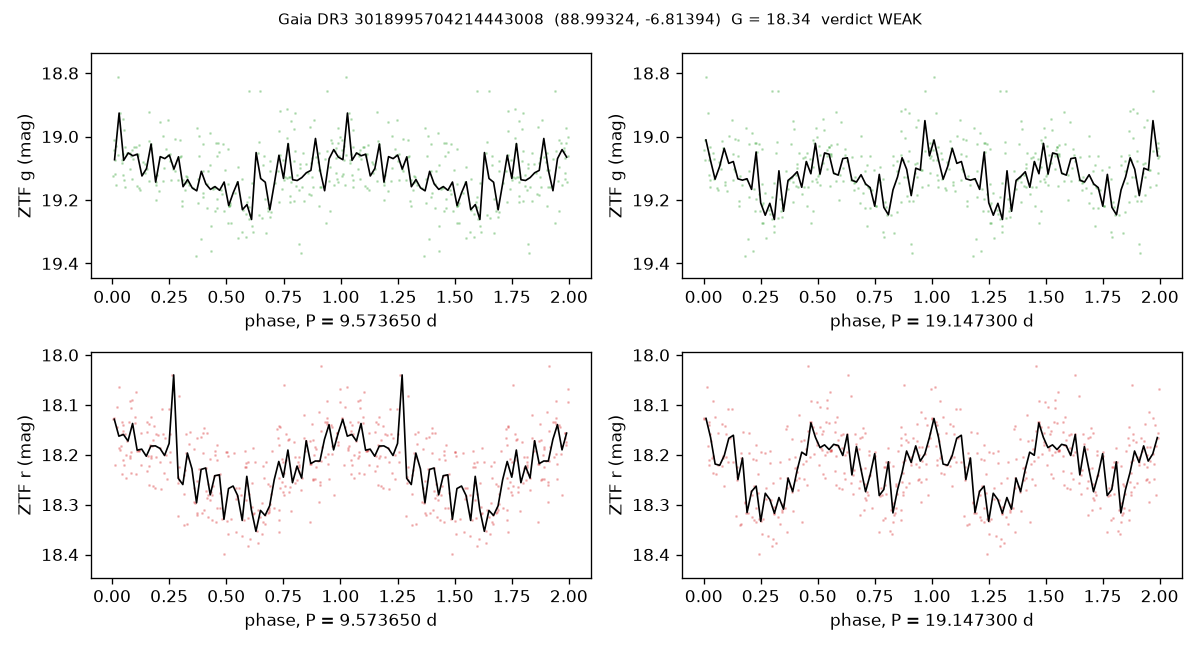 Gaia DR3 3018995704214443008 (88.99324, -6.81394) G = 18.34 verdict WEAK
ZTF g (mag)
18.8
19.0
19.2
19.4
0.00 0.25 0.50 0.75 1.00 1.25 1.50 1.75 2.00
phase, P = 9.573650 d
ZTF g (mag)
18.8
19.0
19.2
19.4
0.00 0.25 0.50 0.75 1.00 1.25 1.50 1.75 2.00
phase, P = 19.147300 d
ZTF r (mag)
18.0
18.1
18.2
18.3
18.4
0.00 0.25 0.50 0.75 1.00 1.25 1.50 1.75 2.00
phase, P = 9.573650 d
ZTF r (mag)
18.0
18.1
18.2
18.3
18.4
0.00 0.25 0.50 0.75 1.00 1.25 1.50 1.75 2.00
phase, P = 19.147300 d